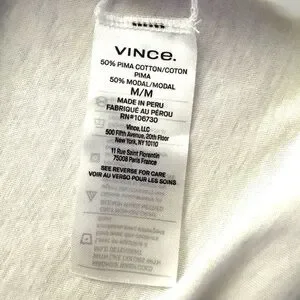 VINCE.
50% PIMA COTTON/COTON
PIMA
50% MODAL/MODAL
M/M
MADE IN PERU
FABRIQUÉ AU PÉROU
RN#106730
Vince, LLC
500 Fifth Avenue, 20th Floor
New York, NY 10110
11 Rue Saint Florentin
75008 Paris France
SEE REVERSE FOR CARE
VOIR AU VERSO POUR LES SOINS